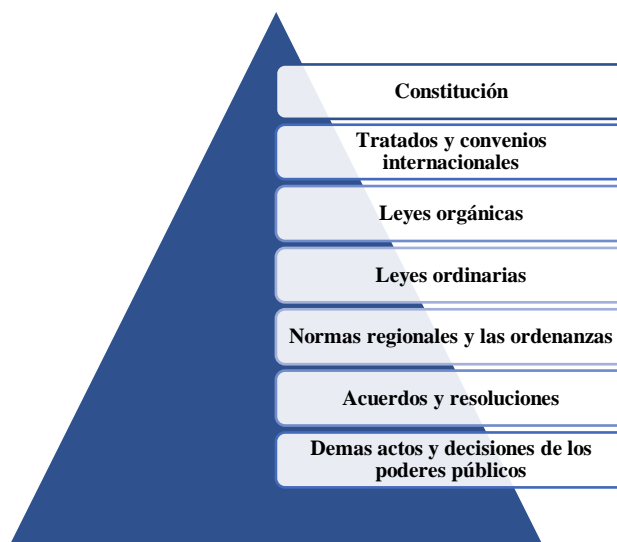 Constitución
Tratados y convenios
internacionales
Leyes orgánicas
Leyes ordinarias
Normas regionales y las ordenanzas
Acuerdos y resoluciones
Demas actos y decisiones de los
poderes públicos